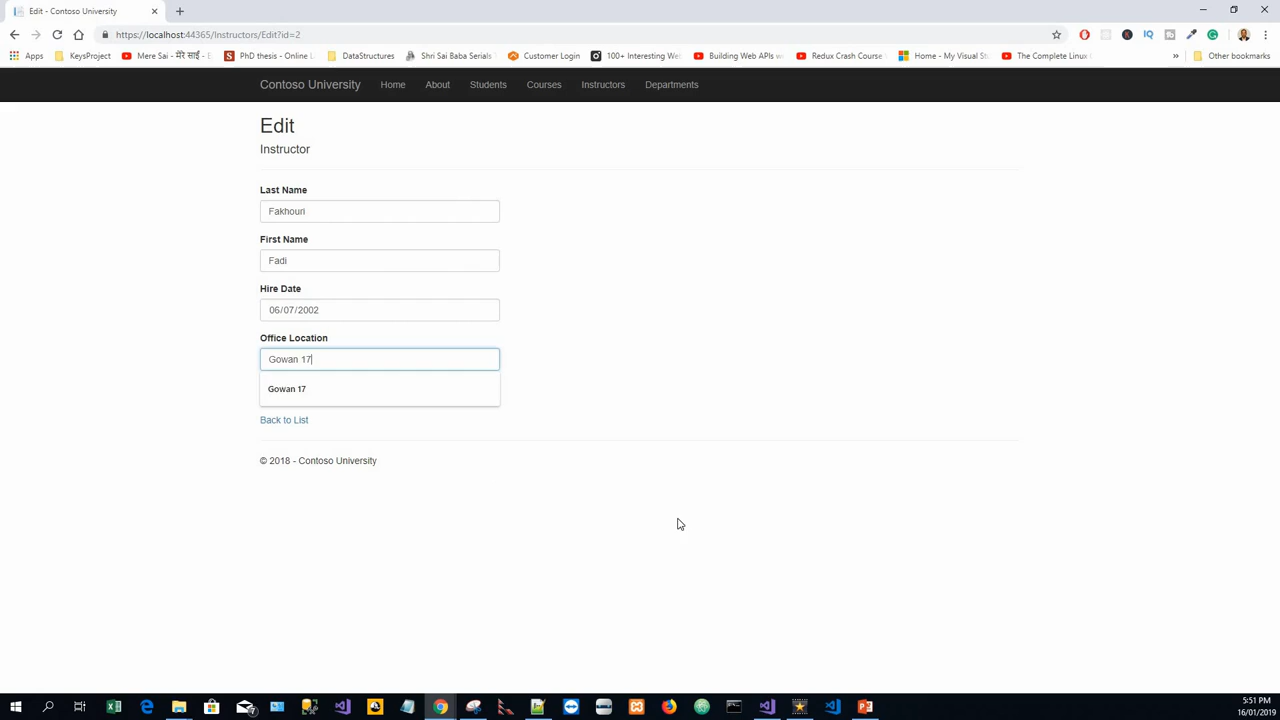 Edit - Contoso University
https://localhost:44365/Instructors/Edit?id=2
Apps KeysProject Mere Sai - मेरे साईं - E PhD thesis - Online L DataStructures Shri Sai Baba Serials Customer Login 100+ Interesting Web Building Web APIs w Redux Crash Course Home - My Visual St The Complete Linux » Other bookmarks
Contoso University Home About Students Courses Instructors Departments
Edit
Instructor
Last Name
Fakhouri
First Name
Fadi
Hire Date
06/07/2002
Office Location
Gowan 17
Gowan 17
Back to List
© 2018 - Contoso University
5:51 PM
16/01/2019